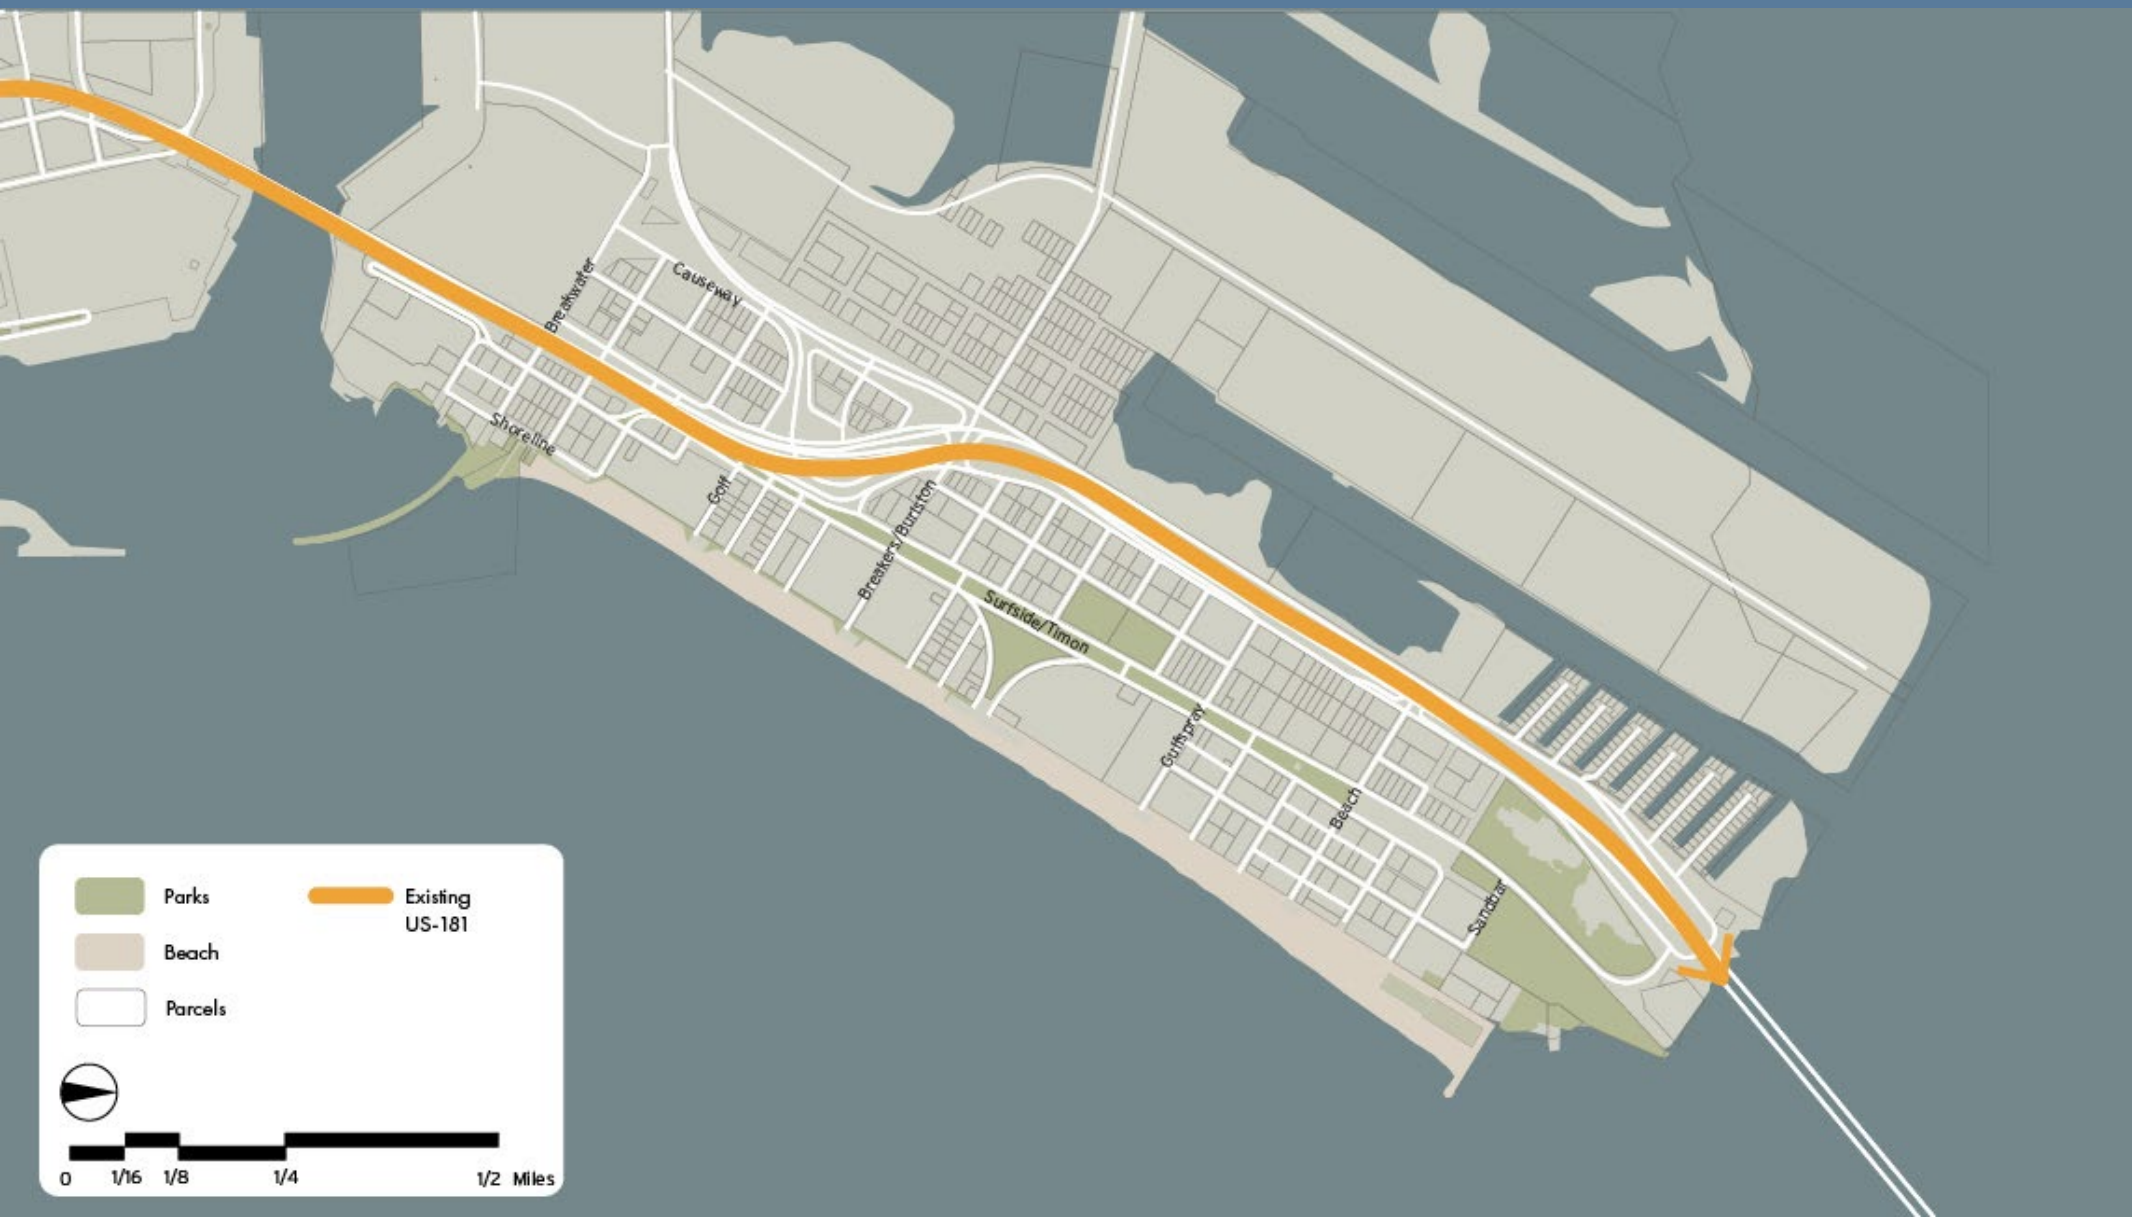 Breakwater
Causeway
Shoreline
Golf
Breakers/Burleson
Surfside/Timon
Gulfspray
Beach
Sandbar
Parks
Existing
US-181
Beach
Parcels
0 1/16 1/8 1/4 1/2 Miles